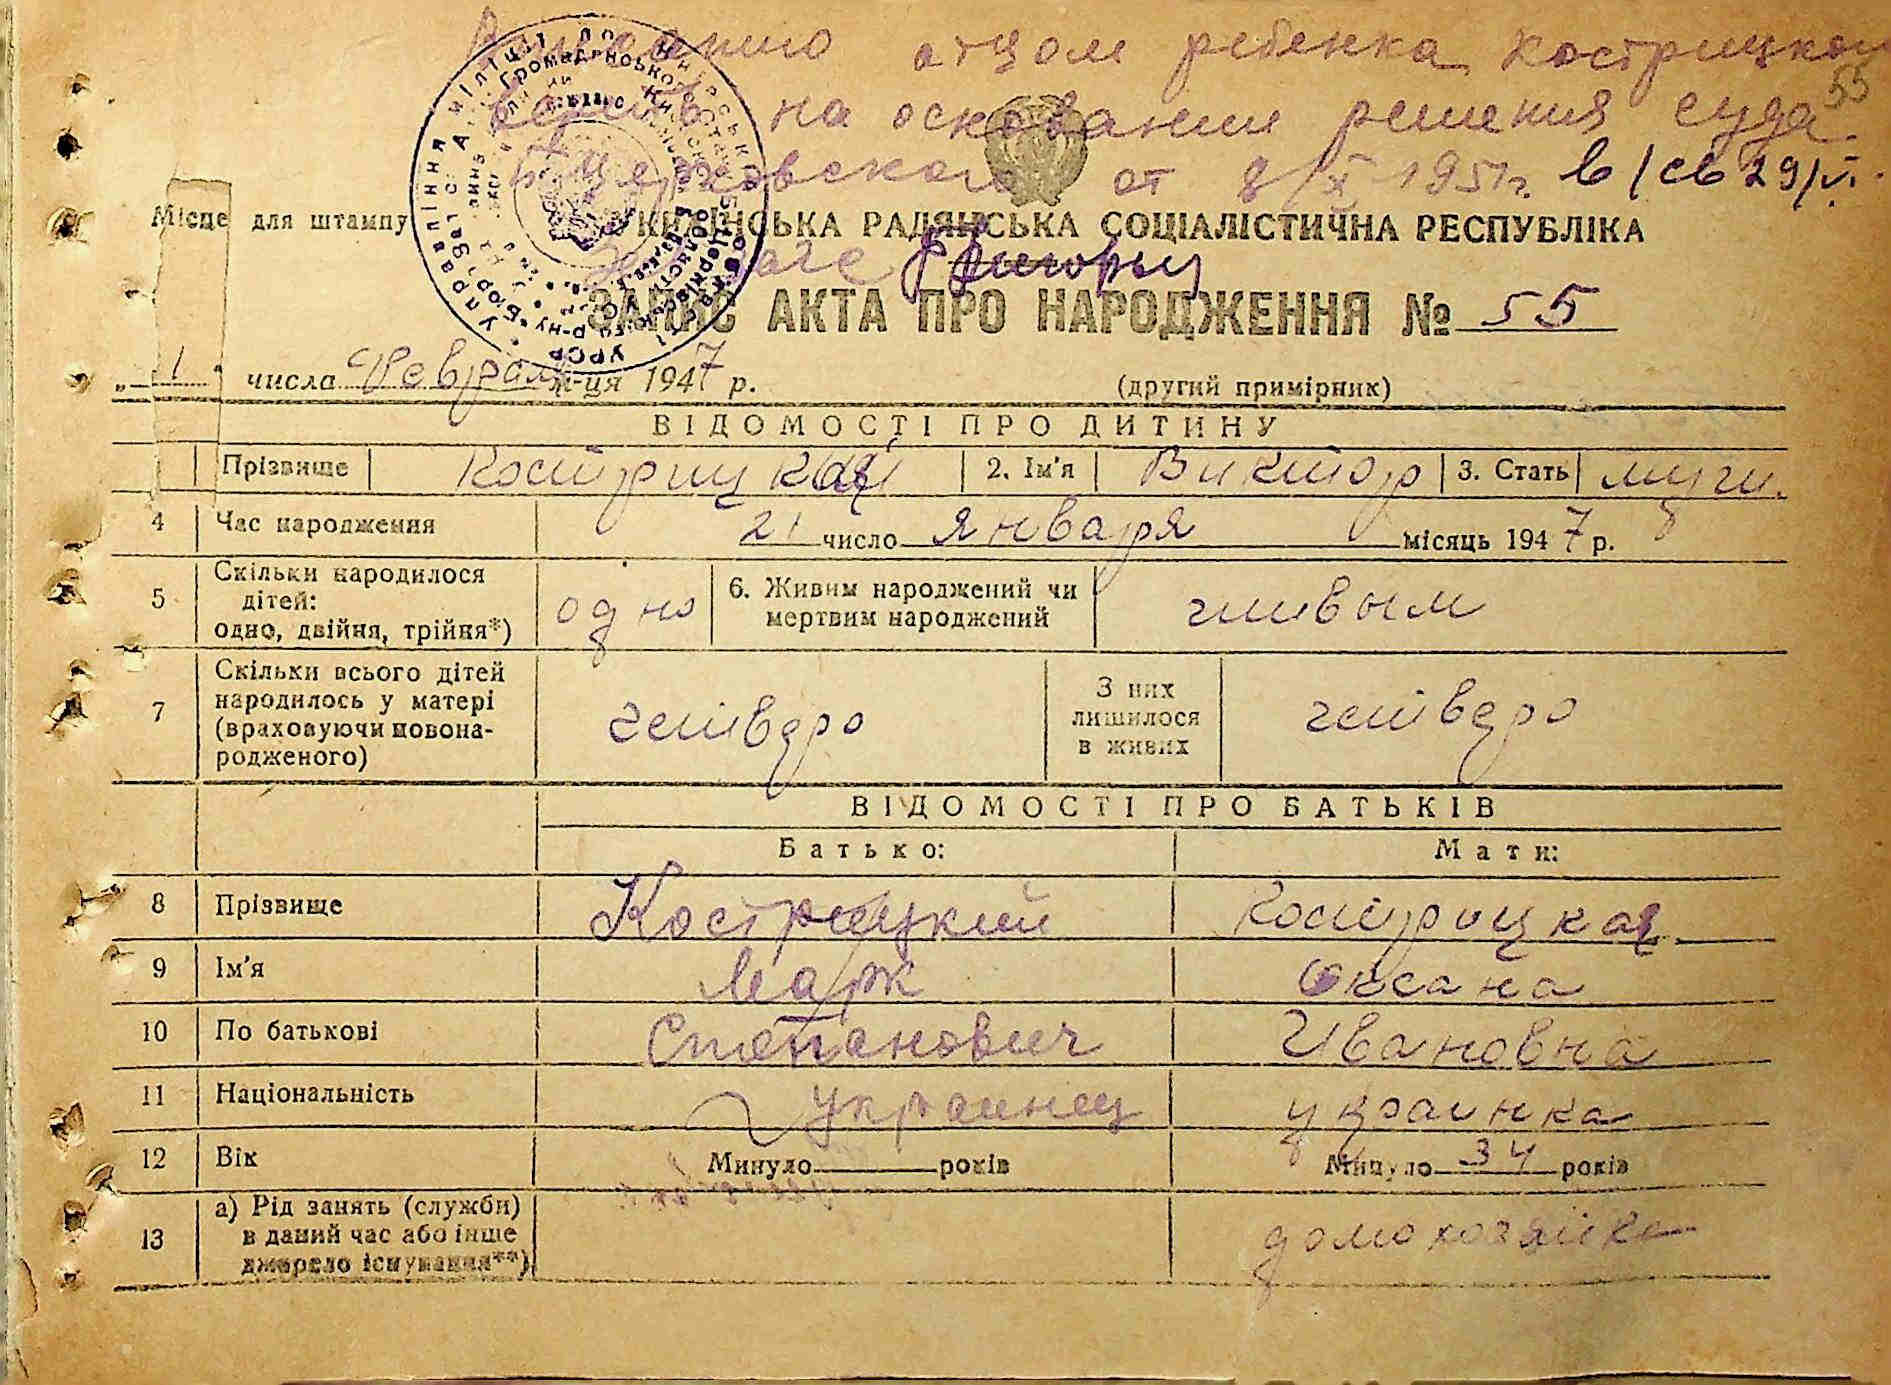 отцом ребенка Кострицкого
55
на основании решения суда
от 8/X 1951г. в/св 29/VI.
Місце для штампу
УКРАЇНСЬКА РАДЯНСЬКА СОЦІАЛІСТИЧНА РЕСПУБЛІКА
ЗАПИС АКТА ПРО НАРОДЖЕННЯ № 55
„1“ числа Февраля м-ця 1947 р.
(другий примірник)
ВІДОМОСТІ ПРО ДИТИНУ
Прізвище 2. Ім'я Виктор 3. Стать муж.
4 Час народження 21 число января місяць 1947 р.
5 Скільки народилося дітей: одно, двійня, трійня*) одно 6. Живим народжений чи мертвим народжений живым
7 Скільки всього дітей народилось у матері (враховуючи новонародженого) четверо З них лишилося в живих четверо
ВІДОМОСТІ ПРО БАТЬКІВ
Батько: Мати:
8 Прізвище Кострицкий Кострицкая
9 Ім'я Марк Оксана
10 По батькові Степанович Ивановна
11 Національність украинец украинка
12 Вік Минуло років Минуло 34 років
13 а) Рід занять (служби) в даний час або інше джерело існування**) домохозяйка